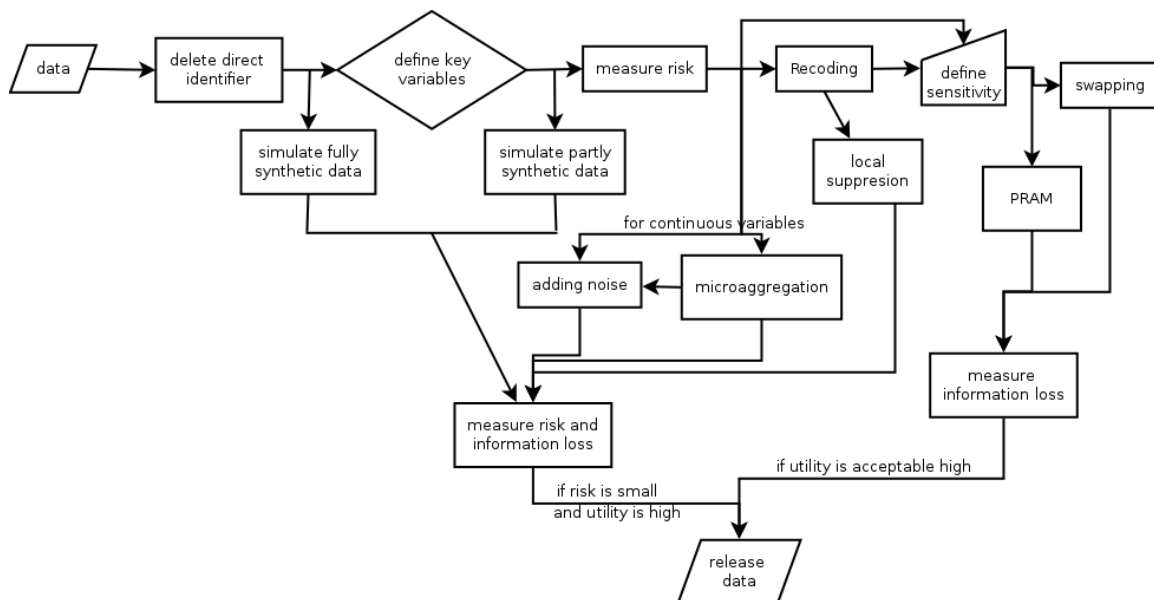 data
delete direct
identifier
define key
variables
measure risk
Recoding
define
sensitivity
swapping
simulate fully
synthetic data
simulate partly
synthetic data
local
suppresion
PRAM
for continuous variables
adding noise
microaggregation
measure risk and
information loss
measure
information loss
if risk is small
and utility is high
if utility is acceptable high
release
data